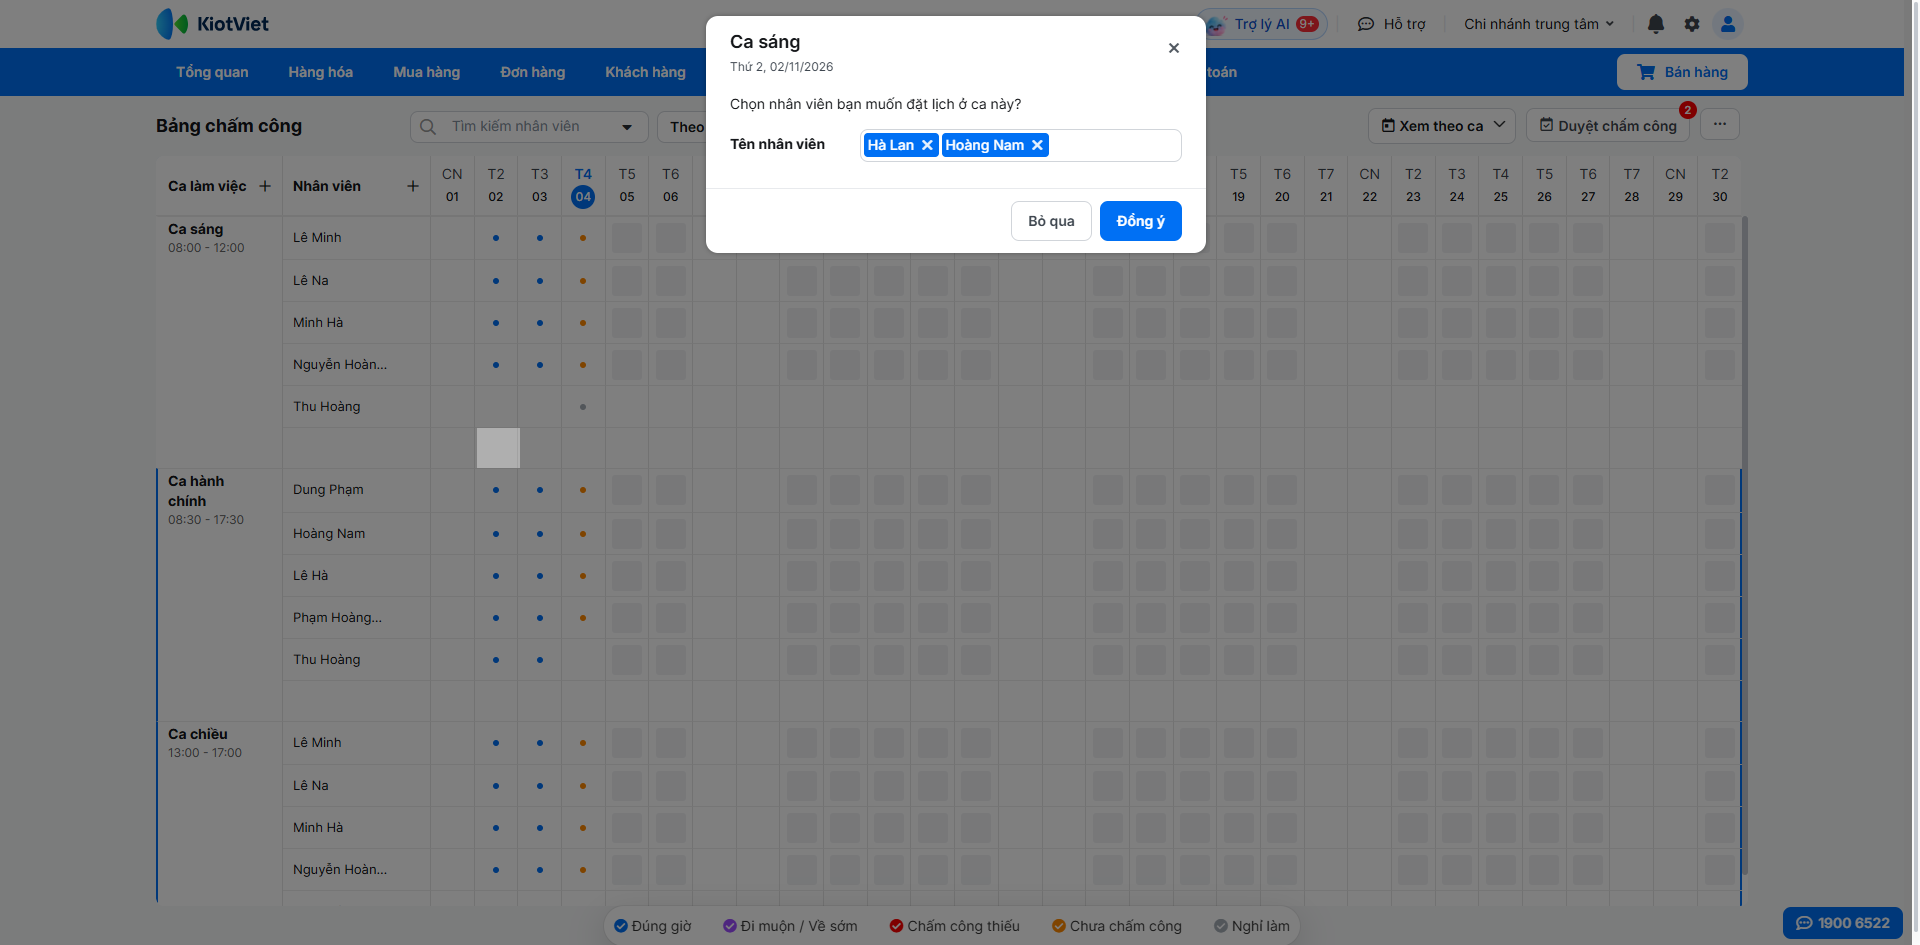 KiotViet
Trợ lý AI 9+
Hỗ trợ
Chi nhánh trung tâm
Tổng quan
Hàng hóa
Mua hàng
Đơn hàng
Khách hàng
toán
Bán hàng
Ca sáng
Thứ 2, 02/11/2026
Chọn nhân viên bạn muốn đặt lịch ở ca này?
Tên nhân viên
Hà Lan
Hoàng Nam
Bỏ qua
Đồng ý
Bảng chấm công
Tìm kiếm nhân viên
Theo
Xem theo ca
Duyệt chấm công
2
Ca làm việc
Nhân viên
CN T2 T3 T4 T5 T6 T5 T6 T7 CN T2 T3 T4 T5 T6 T7 CN T2
01 02 03 04 05 06 19 20 21 22 23 24 25 26 27 28 29 30
Ca sáng
08:00 - 12:00
Lê Minh
Lê Na
Minh Hà
Nguyễn Hoàn...
Thu Hoàng
Ca hành
chính
08:30 - 17:30
Dung Phạm
Hoàng Nam
Lê Hà
Phạm Hoàng...
Thu Hoàng
Ca chiều
13:00 - 17:00
Lê Minh
Lê Na
Minh Hà
Nguyễn Hoàn...
Đúng giờ
Đi muộn / Về sớm
Chấm công thiếu
Chưa chấm công
Nghỉ làm
1900 6522